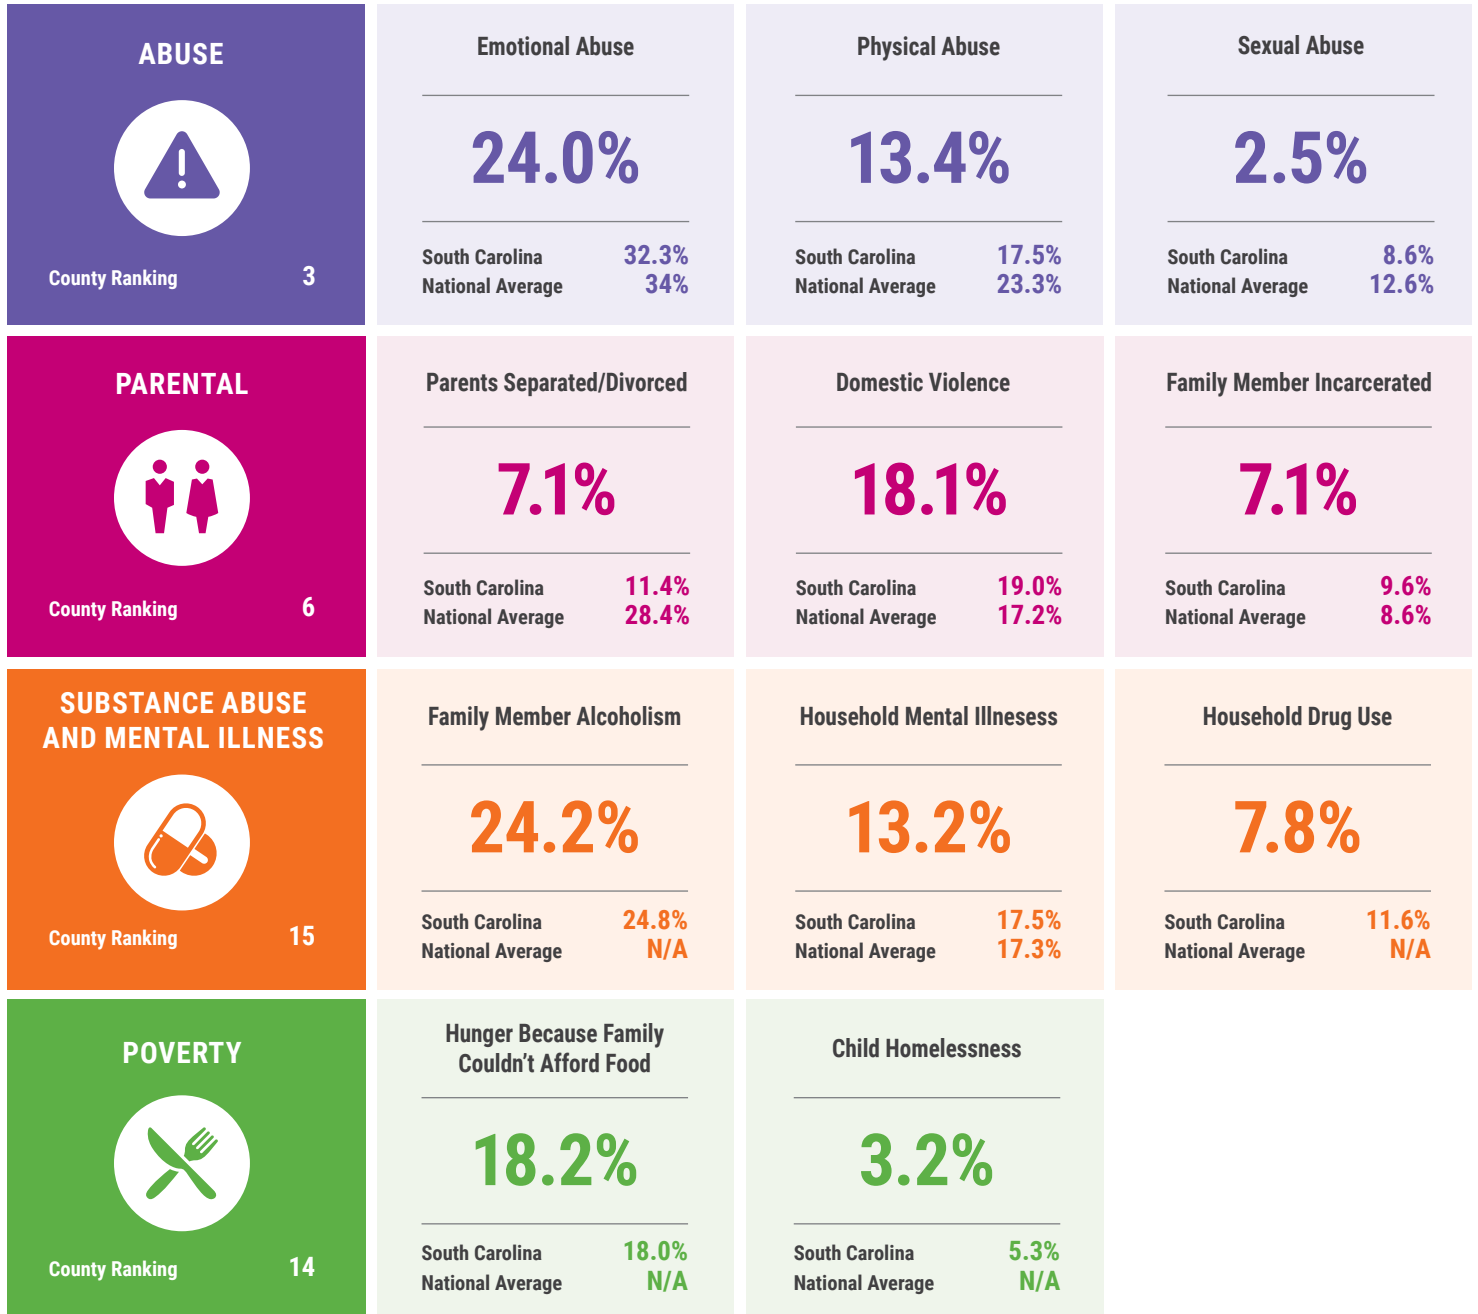 ABUSE
County Ranking 3
Emotional Abuse
24.0%
South Carolina 32.3%
National Average 34%
Physical Abuse
13.4%
South Carolina 17.5%
National Average 23.3%
Sexual Abuse
2.5%
South Carolina 8.6%
National Average 12.6%
PARENTAL
County Ranking 6
Parents Separated/Divorced
7.1%
South Carolina 11.4%
National Average 28.4%
Domestic Violence
18.1%
South Carolina 19.0%
National Average 17.2%
Family Member Incarcerated
7.1%
South Carolina 9.6%
National Average 8.6%
SUBSTANCE ABUSE
AND MENTAL ILLNESS
County Ranking 15
Family Member Alcoholism
24.2%
South Carolina 24.8%
National Average N/A
Household Mental Illnesess
13.2%
South Carolina 17.5%
National Average 17.3%
Household Drug Use
7.8%
South Carolina 11.6%
National Average N/A
POVERTY
County Ranking 14
Hunger Because Family
Couldn’t Afford Food
18.2%
South Carolina 18.0%
National Average N/A
Child Homelessness
3.2%
South Carolina 5.3%
National Average N/A